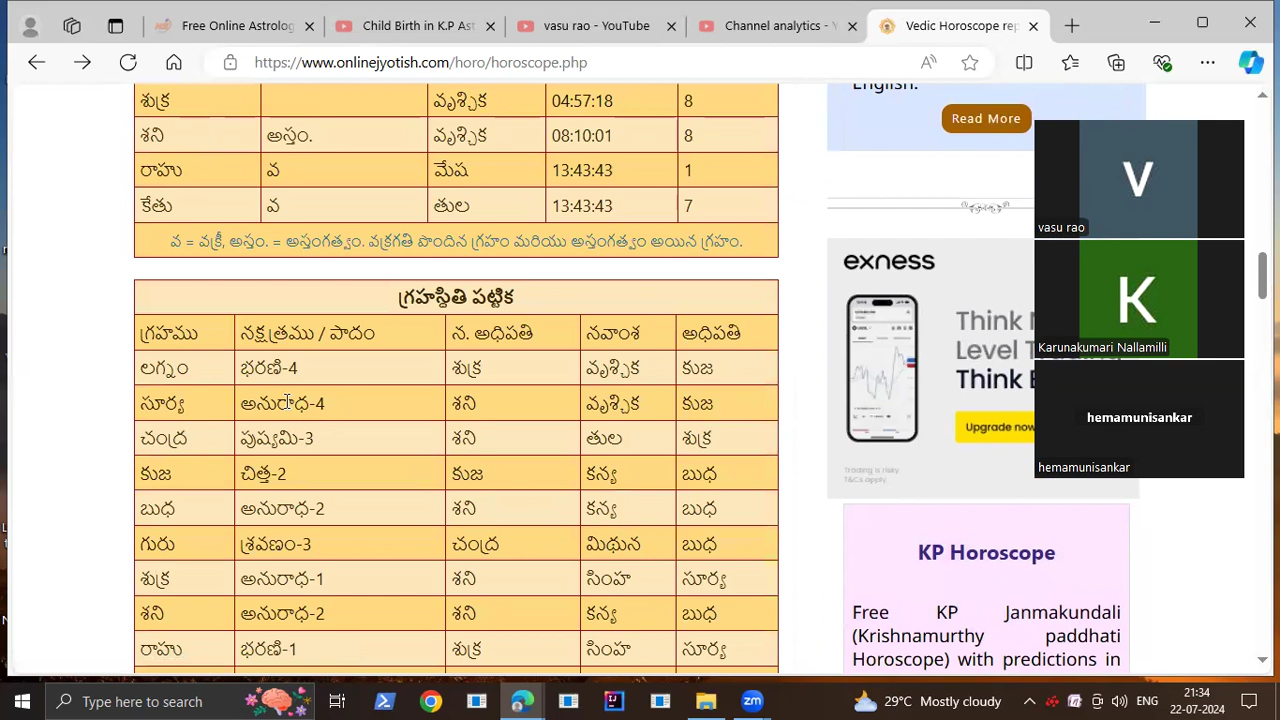 Free Online Astrolog
Child Birth in K.P Ast
vasu rao - YouTube
Channel analytics - Y
Vedic Horoscope rep
https://www.onlinejyotish.com/horo/horoscope.php
శుక్ర వృశ్చిక 04:57:18 8
శని అస్తం. వృశ్చిక 08:10:01 8
రాహు వ మేష 13:43:43 1
కేతు వ తుల 13:43:43 7
వ = వక్రీ, అస్తం. = అస్తంగత్వం. వక్రగతి పొందిన గ్రహం మరియు అస్తంగత్వం అయిన గ్రహం.
గ్రహస్థితి పట్టిక
గ్రహము నక్షత్రము / పాదం న. అధిపతి నవాంశ అధిపతి
లగ్నం భరణి-4 శుక్ర వృశ్చిక కుజ
సూర్య అనురాధ-4 శని వృశ్చిక కుజ
చంద్ర పుష్యమి-3 శని తుల శుక్ర
కుజ చిత్త-2 కుజ కన్య బుధ
బుధ అనురాధ-2 శని కన్య బుధ
గురు శ్రవణం-3 చంద్ర మిథున బుధ
శుక్ర అనురాధ-1 శని సింహ సూర్య
శని అనురాధ-2 శని కన్య బుధ
రాహు భరణి-1 శుక్ర సింహ సూర్య
English.
Read More
exness
Think M
Level Tra
Think E
Upgrade now
Trading is risky.
T&Cs apply.
KP Horoscope
Free KP Janmakundali
(Krishnamurthy paddhati
Horoscope) with predictions in
V
vasu rao
K
Karunakumari Nallamilli
hemamunisankar
hemamunisankar
Type here to search
29°C Mostly cloudy
ENG
21:34
22-07-2024